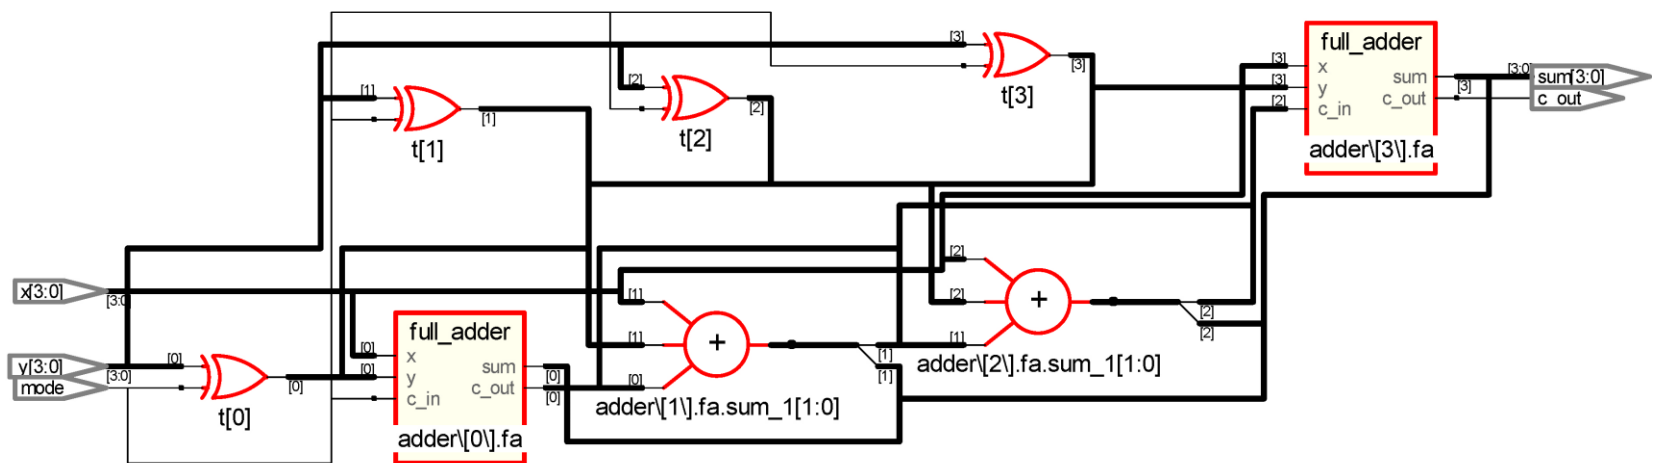 [3]
[3]
t[3]
full_adder
[3]
x
[3]
y
[2]
c_in
sum
c_out
[3:0]
[3]
sum[3:0]
c_out
adder\[3\].fa
[1]
[1]
t[1]
[2]
[2]
t[2]
x[3:0]
[3:0]
y[3:0]
[3:0]
mode
[0]
[0]
t[0]
full_adder
[0]
x
[0]
y
c_in
sum
c_out
[0]
[0]
adder\[0\].fa
[1]
[1]
[0]
+
[1]
[1]
adder\[1\].fa.sum_1[1:0]
[2]
[2]
[1]
+
[2]
[2]
adder\[2\].fa.sum_1[1:0]